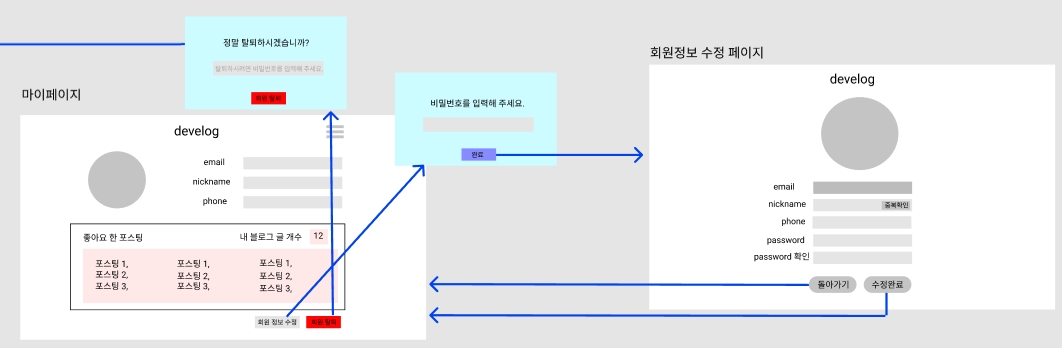 정말 탈퇴하시겠습니까?
탈퇴하시려면 비밀번호를 입력해 주세요.
회원 탈퇴
마이페이지
develog
email
nickname
phone
좋아요 한 포스팅
내 블로그 글 개수
12
포스팅 1,
포스팅 2,
포스팅 3,
포스팅 1,
포스팅 2,
포스팅 3,
포스팅 1,
포스팅 2,
포스팅 3,
회원 정보 수정
회원 탈퇴
비밀번호를 입력해 주세요.
완료
회원정보 수정 페이지
develog
email
nickname
중복확인
phone
password
password 확인
돌아가기
수정완료